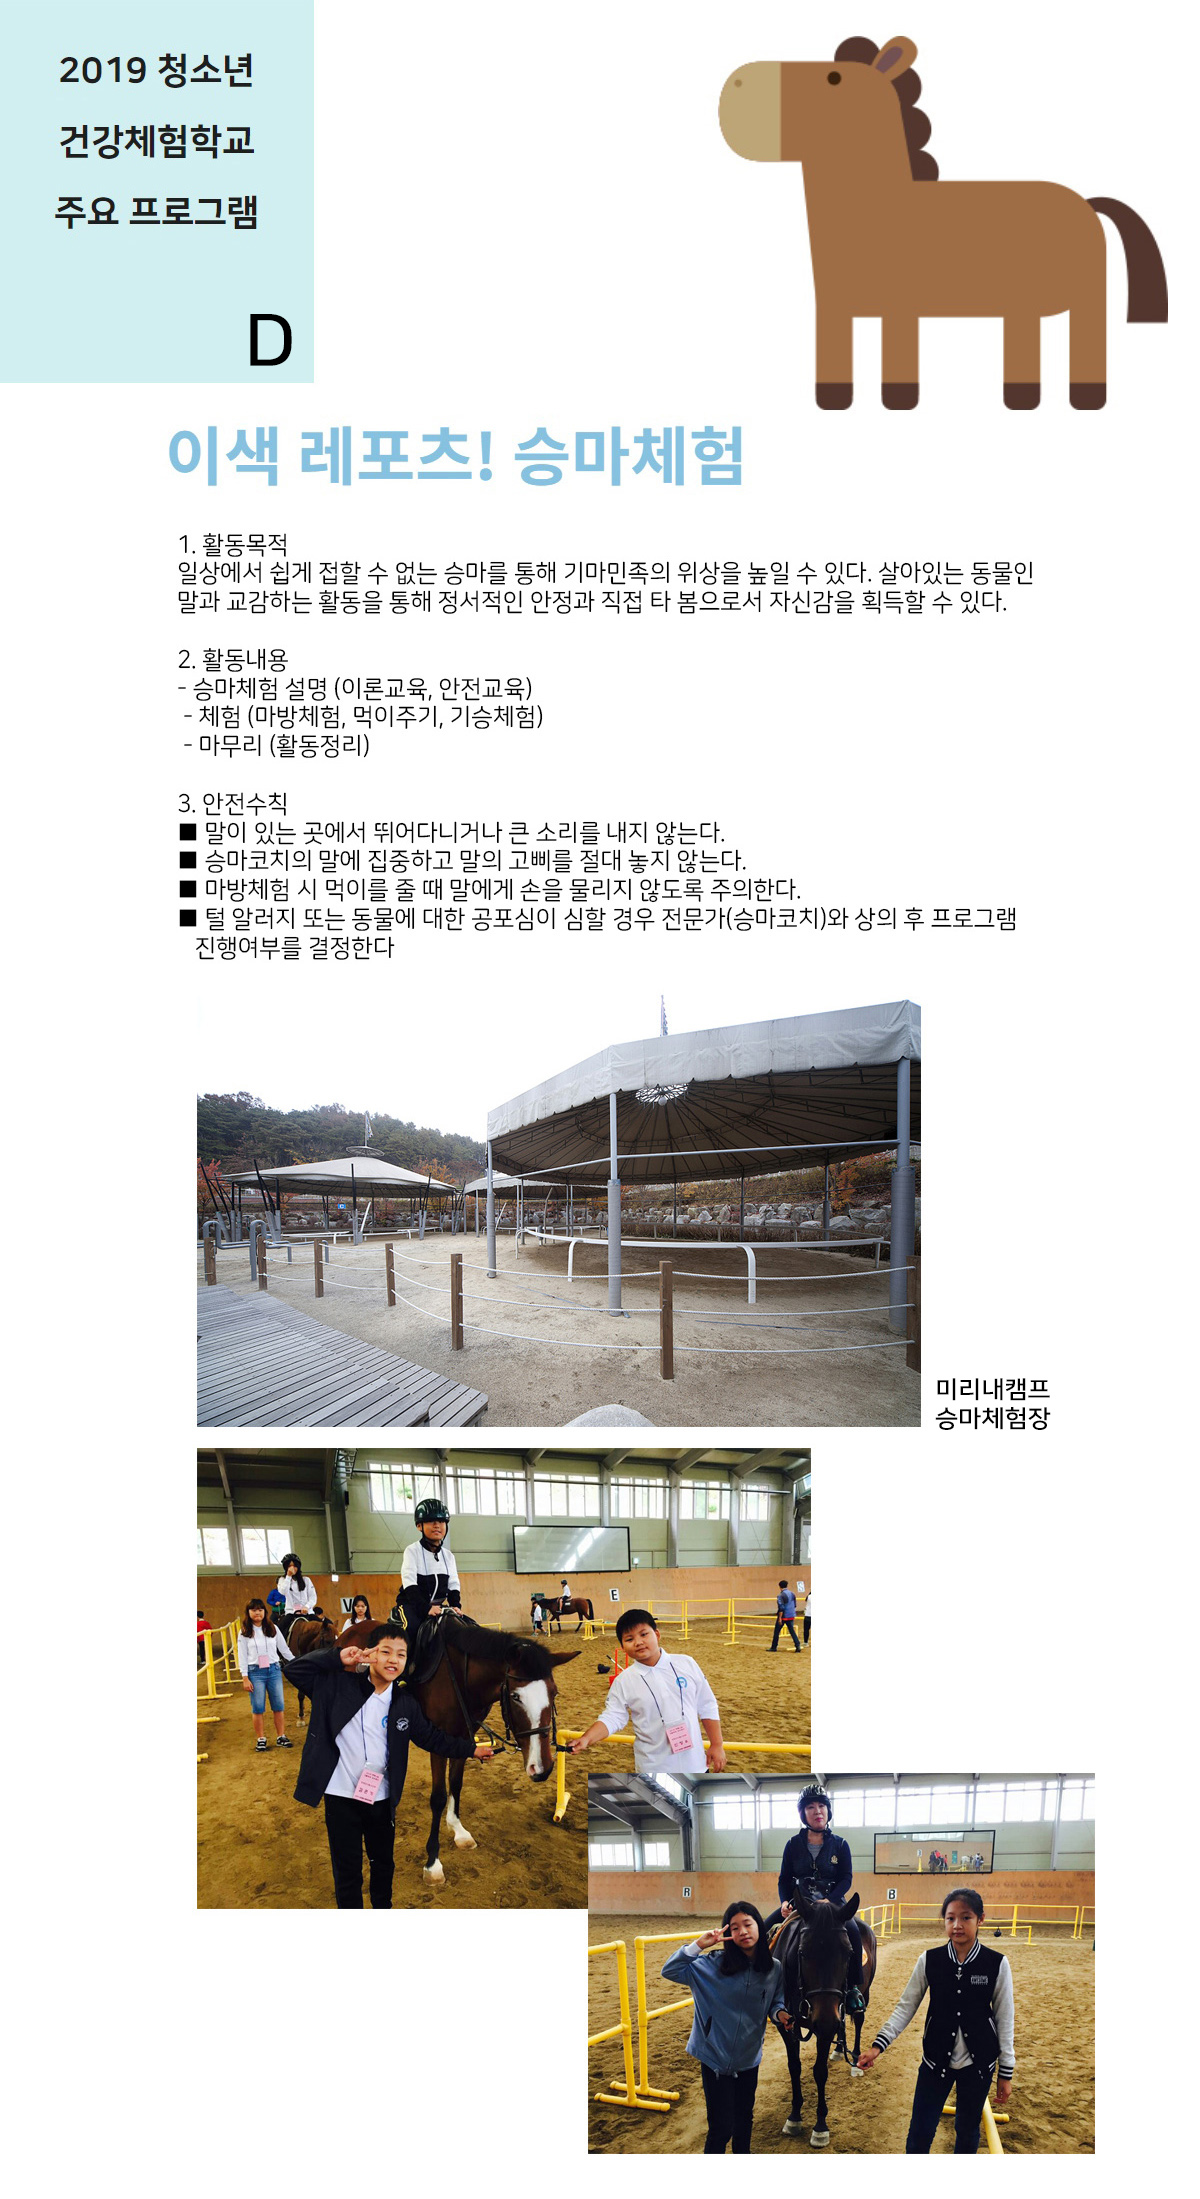 2019 청소년
건강체험학교
주요 프로그램
D
이색 레포츠! 승마체험
1. 활동목적
일상에서 쉽게 접할 수 없는 승마를 통해 기마민족의 위상을 높일 수 있다. 살아있는 동물인
말과 교감하는 활동을 통해 정서적인 안정과 직접 타 봄으로서 자신감을 획득할 수 있다.
2. 활동내용
- 승마체험 설명 (이론교육, 안전교육)
- 체험 (마방체험, 먹이주기, 기승체험)
- 마무리 (활동정리)
3. 안전수칙
■ 말이 있는 곳에서 뛰어다니거나 큰 소리를 내지 않는다.
■ 승마코치의 말에 집중하고 말의 고삐를 절대 놓지 않는다.
■ 마방체험 시 먹이를 줄 때 말에게 손을 물리지 않도록 주의한다.
■ 털 알러지 또는 동물에 대한 공포심이 심할 경우 전문가(승마코치)와 상의 후 프로그램
진행여부를 결정한다
미리내캠프
승마체험장
V
E
S
R
B